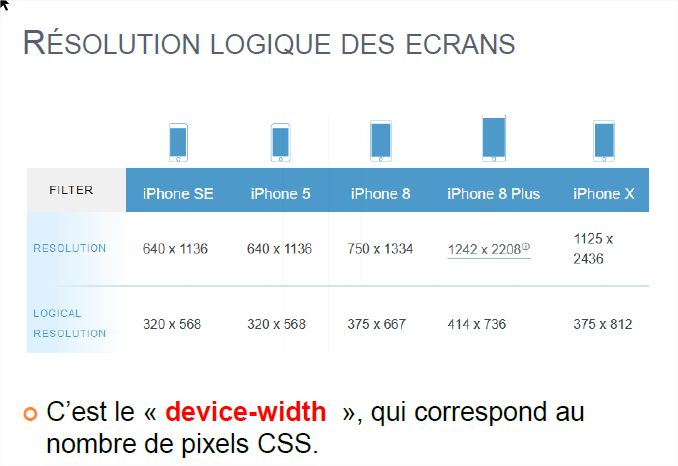 RÉSOLUTION LOGIQUE DES ECRANS
FILTER iPhone SE iPhone 5 iPhone 8 iPhone 8 Plus iPhone X
RESOLUTION 640 x 1136 640 x 1136 750 x 1334 1242 x 2208ⓘ 1125 x 2436
LOGICAL RESOLUTION 320 x 568 320 x 568 375 x 667 414 x 736 375 x 812
C’est le « device-width », qui correspond au
nombre de pixels CSS.